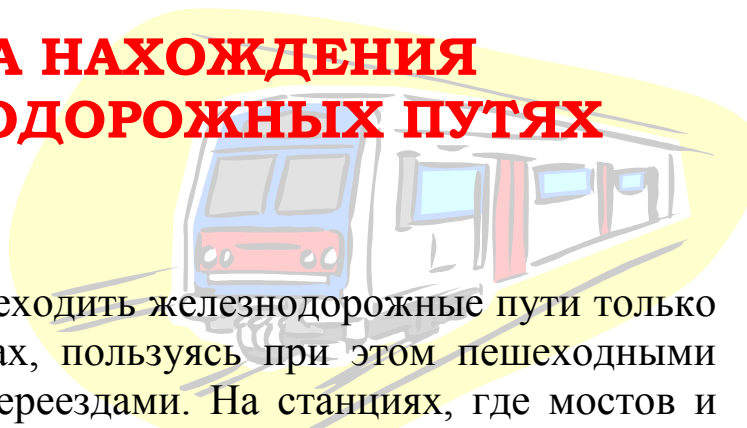 А НАХОЖДЕНИЯ
ОДОРОЖНЫХ ПУТЯХ
еходить железнодорожные пути только
ах, пользуясь при этом пешеходными
ереездами. На станциях, где мостов и